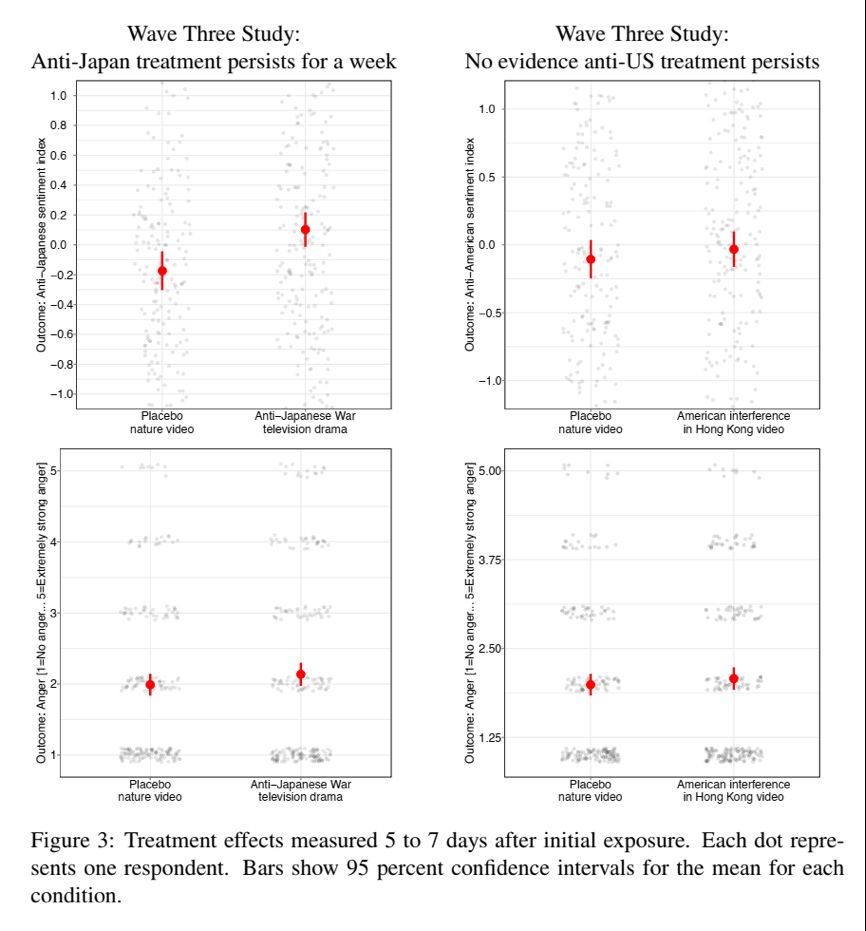 Wave Three Study:
Anti-Japan treatment persists for a week
Wave Three Study:
No evidence anti-US treatment persists
Outcome: Anti−Japanese sentiment index
1.0
0.8
0.6
0.4
0.2
0.0
−0.2
−0.4
−0.6
−0.8
−1.0
Placebo
nature video
Anti−Japanese War
television drama
Outcome: Anti−American sentiment index
1.0
0.5
0.0
−0.5
−1.0
Placebo
nature video
American interference
in Hong Kong video
Outcome: Anger [1=No anger... 5=Extremely strong anger]
5
4
3
2
1
Placebo
nature video
Anti−Japanese War
television drama
Outcome: Anger [1=No anger... 5=Extremely strong anger]
5.00
3.75
2.50
1.25
Placebo
nature video
American interference
in Hong Kong video
Figure 3: Treatment effects measured 5 to 7 days after initial exposure. Each dot repre-
sents one respondent. Bars show 95 percent confidence intervals for the mean for each
condition.